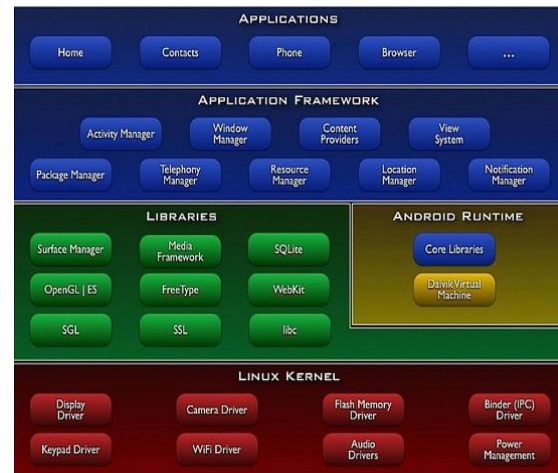 APPLICATIONS
Home
Contacts
Phone
Browser
...
APPLICATION FRAMEWORK
Activity Manager
Window
Manager
Content
Providers
View
System
Package Manager
Telephony
Manager
Resource
Manager
Location
Manager
Notification
Manager
LIBRARIES
Surface Manager
Media
Framework
SQLite
OpenGL | ES
FreeType
WebKit
SGL
SSL
libc
ANDROID RUNTIME
Core Libraries
Dalvik Virtual
Machine
LINUX KERNEL
Display
Driver
Camera Driver
Flash Memory
Driver
Binder (IPC)
Driver
Keypad Driver
WiFi Driver
Audio
Drivers
Power
Management